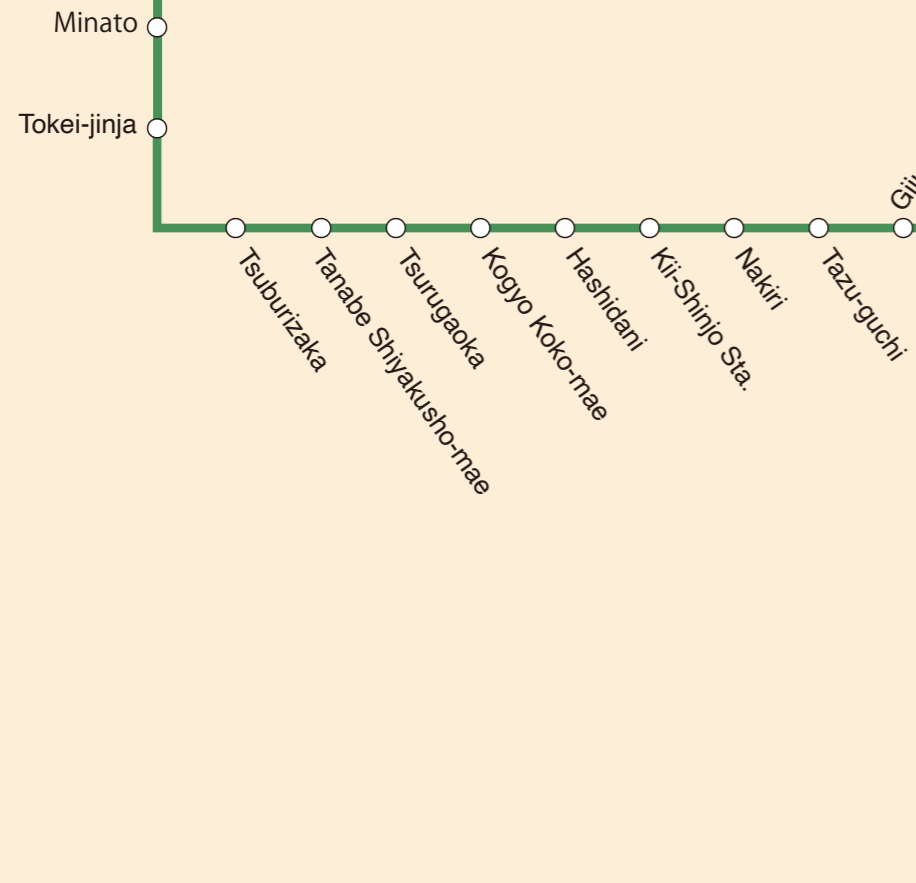 Minato
Tokei-jinja
Tsuburizaka
Tanabe Shiyakusho-mae
Tsurugaoka
Kogyo Koko-mae
Hashidani
Kii-Shinjo Sta.
Nakiri
Tazu-guchi